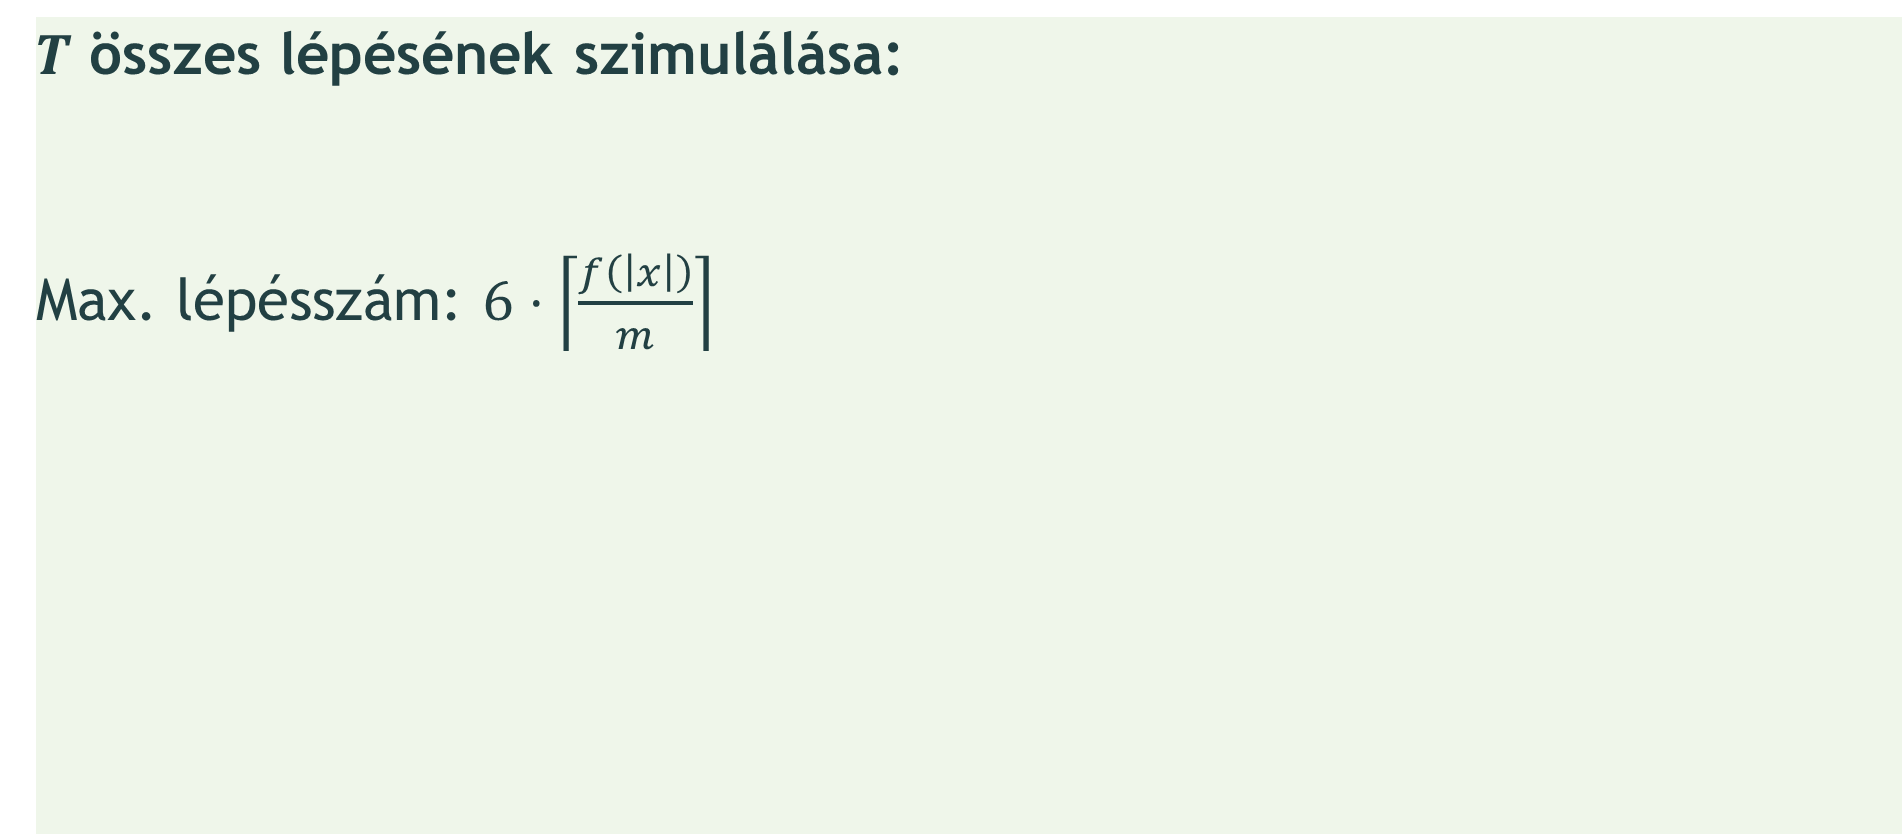 T összes lépésének szimulálása:
Max. lépésszám: 6 · ⌈f(|x|)/m⌉